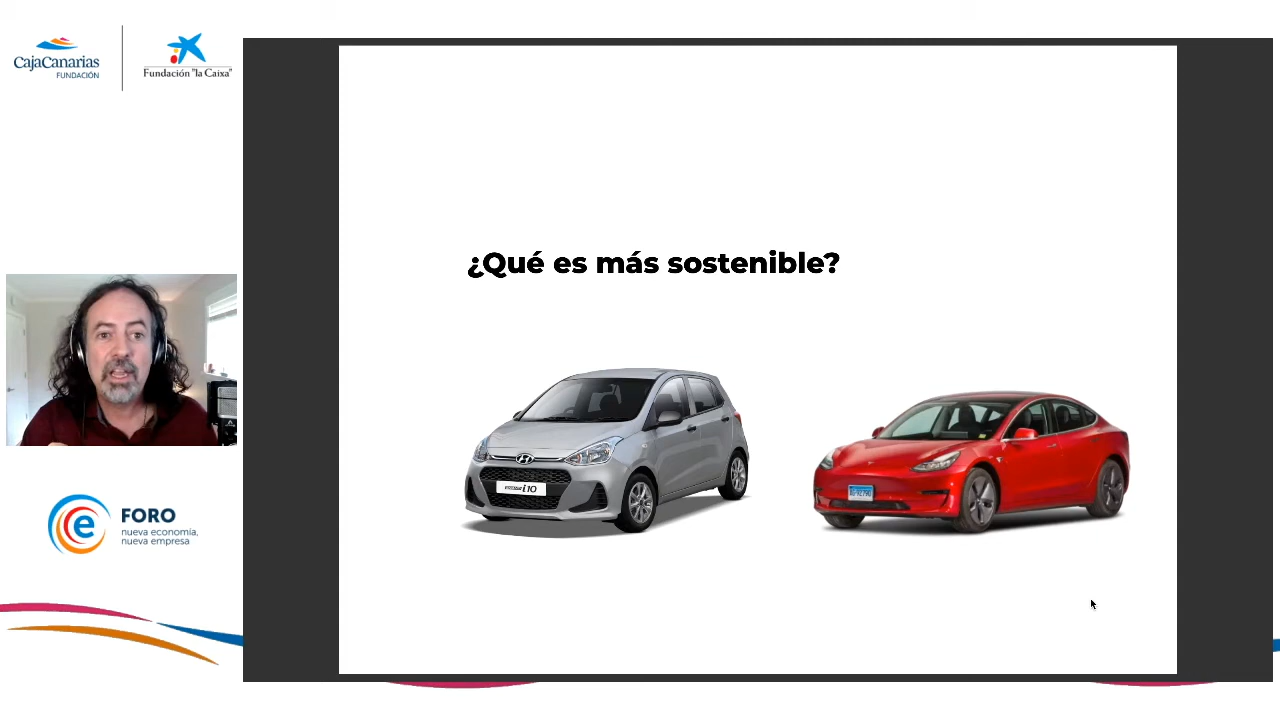 CajaCanarias
FUNDACIÓN
Fundación "la Caixa"
¿Qué es más sostenible?
i10
e
FORO
nueva economía,
nueva empresa